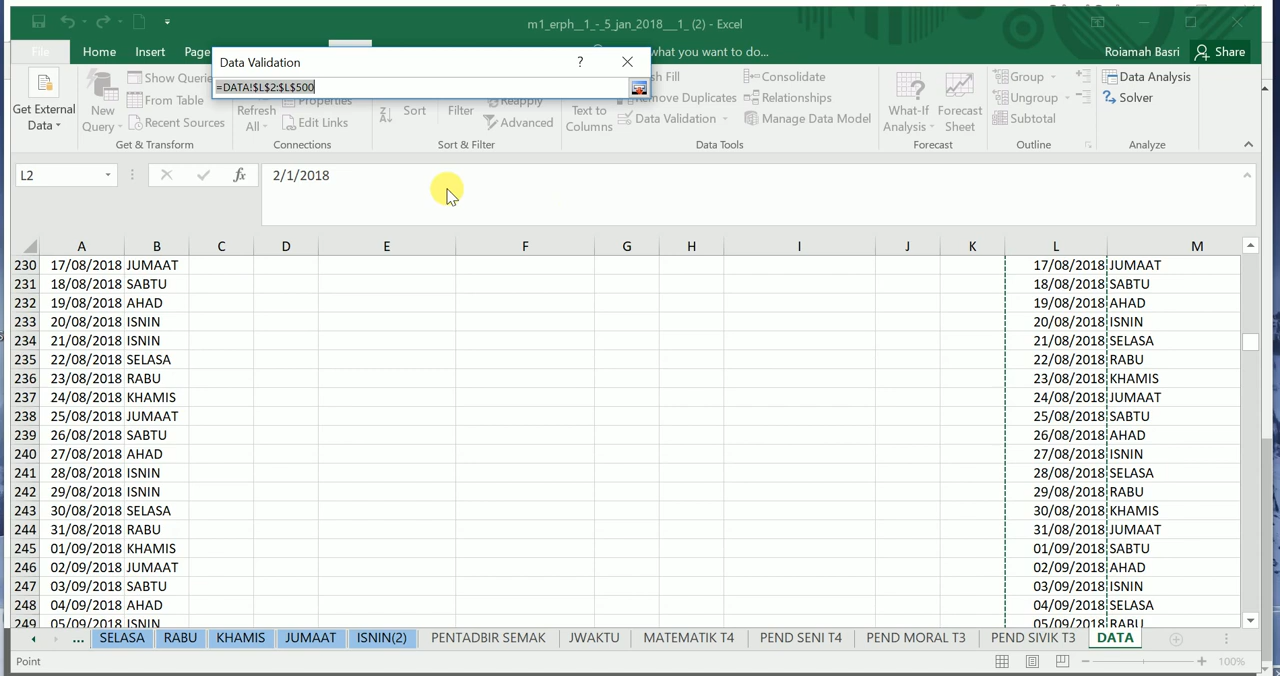 m1_erph__1_-_5_jan_2018__1_ (2) - Excel
File Home Insert Page what you want to do... Roiamah Basri Share
Data Validation ?
=DATA!$L$2:$L$500
Get External Data
New Query
Show Querie
From Table
Recent Sources
Get & Transform
Refresh All
Properties
Edit Links
Connections
Sort
Filter
Reapply
Advanced
Sort & Filter
Text to Columns
sh Fill
Remove Duplicates
Data Validation
Consolidate
Relationships
Manage Data Model
Data Tools
What-If Analysis
Forecast Sheet
Forecast
Group
Ungroup
Subtotal
Outline
Data Analysis
Solver
Analyze
L2 fx 2/1/2018
A B C D E F G H I J K L M
230 17/08/2018 JUMAAT 17/08/2018 JUMAAT
231 18/08/2018 SABTU 18/08/2018 SABTU
232 19/08/2018 AHAD 19/08/2018 AHAD
233 20/08/2018 ISNIN 20/08/2018 ISNIN
234 21/08/2018 ISNIN 21/08/2018 SELASA
235 22/08/2018 SELASA 22/08/2018 RABU
236 23/08/2018 RABU 23/08/2018 KHAMIS
237 24/08/2018 KHAMIS 24/08/2018 JUMAAT
238 25/08/2018 JUMAAT 25/08/2018 SABTU
239 26/08/2018 SABTU 26/08/2018 AHAD
240 27/08/2018 AHAD 27/08/2018 ISNIN
241 28/08/2018 ISNIN 28/08/2018 SELASA
242 29/08/2018 ISNIN 29/08/2018 RABU
243 30/08/2018 SELASA 30/08/2018 KHAMIS
244 31/08/2018 RABU 31/08/2018 JUMAAT
245 01/09/2018 KHAMIS 01/09/2018 SABTU
246 02/09/2018 JUMAAT 02/09/2018 AHAD
247 03/09/2018 SABTU 03/09/2018 ISNIN
248 04/09/2018 AHAD 04/09/2018 SELASA
249 05/09/2018 ISNIN 05/09/2018 RABU
... SELASA RABU KHAMIS JUMAAT ISNIN(2) PENTADBIR SEMAK JWAKTU MATEMATIK T4 PEND SENI T4 PEND MORAL T3 PEND SIVIK T3 DATA
Point 100%